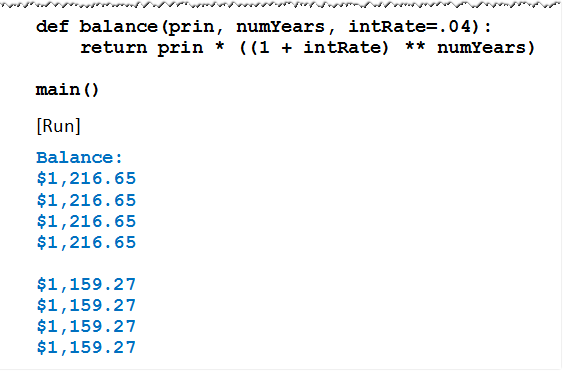 def balance(prin, numYears, intRate=.04):
    return prin * ((1 + intRate) ** numYears)
main()
[Run]
Balance:
$1,216.65
$1,216.65
$1,216.65
$1,216.65
$1,159.27
$1,159.27
$1,159.27
$1,159.27